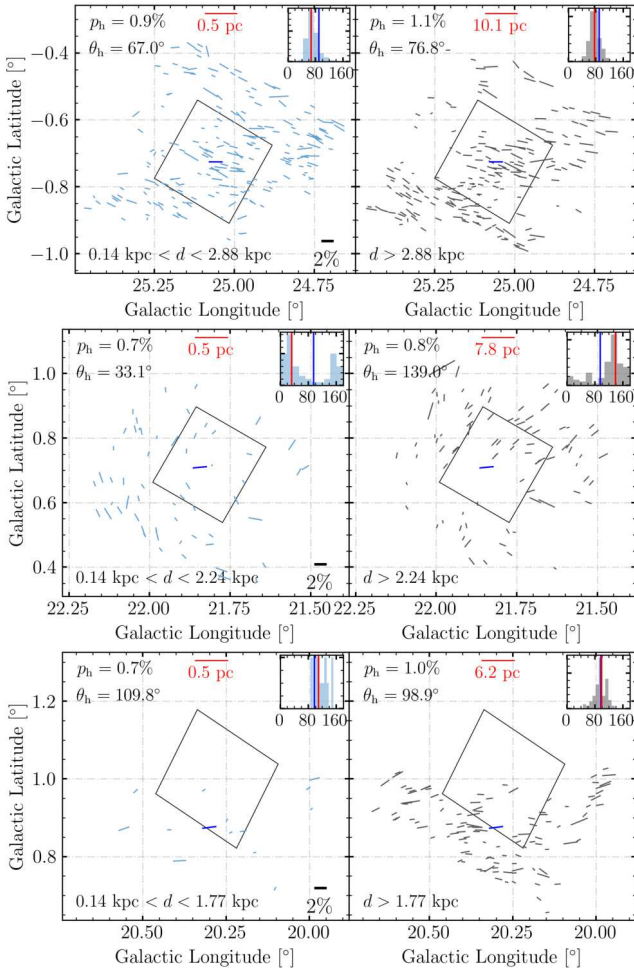 p_h = 0.9%
0.5 pc
θ_h = 67.0°
0 80 160
p_h = 1.1%
10.1 pc
θ_h = 76.8°
0 80 160
−0.4
−0.6
−0.8
−1.0
Galactic Latitude [°]
0.14 kpc < d < 2.88 kpc
2%
d > 2.88 kpc
25.25 25.00 24.75
25.25 25.00 24.75
Galactic Longitude [°]
Galactic Longitude [°]
p_h = 0.7%
0.5 pc
θ_h = 33.1°
0 80 160
p_h = 0.8%
7.8 pc
θ_h = 139.0°
0 80 160
1.0
0.8
0.6
0.4
Galactic Latitude [°]
0.14 kpc < d < 2.24 kpc
2%
d > 2.24 kpc
22.25 22.00 21.75 21.50
22.25 22.00 21.75 21.50
Galactic Longitude [°]
Galactic Longitude [°]
p_h = 0.7%
0.5 pc
θ_h = 109.8°
0 80 160
p_h = 1.0%
6.2 pc
θ_h = 98.9°
0 80 160
1.2
1.0
0.8
Galactic Latitude [°]
0.14 kpc < d < 1.77 kpc
2%
d > 1.77 kpc
20.50 20.25 20.00
20.50 20.25 20.00
Galactic Longitude [°]
Galactic Longitude [°]